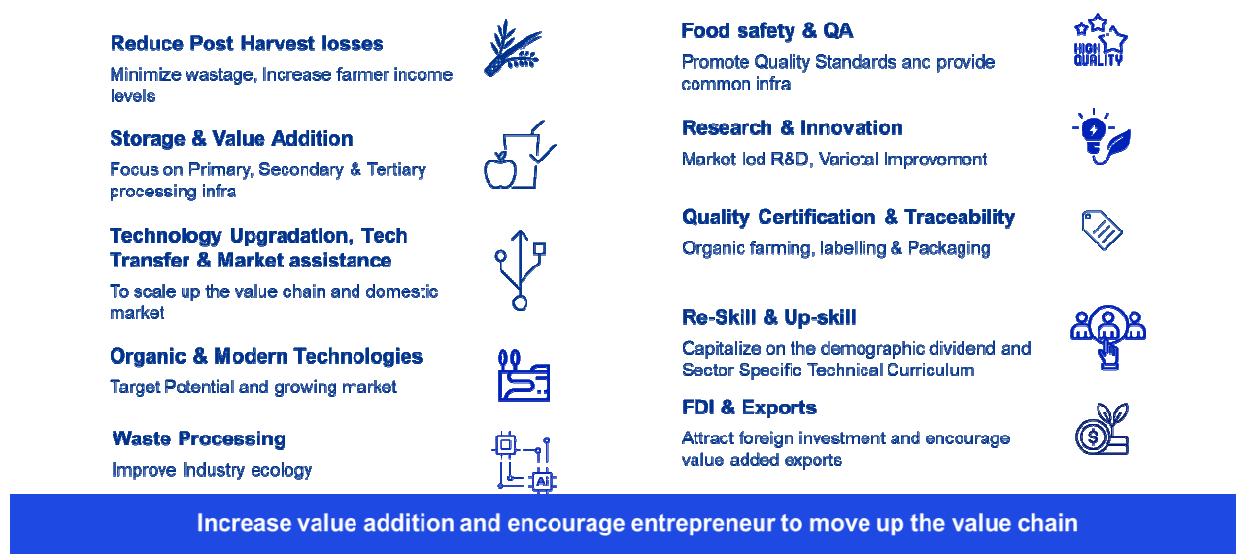 Reduce Post Harvest losses
Minimize wastage, Increase farmer income
levels
Storage & Value Addition
Focus on Primary, Secondary & Tertiary
processing infra
Technology Upgradation, Tech
Transfer & Market assistance
To scale up the value chain and domestic
market
Organic & Modern Technologies
Target Potential and growing market
Waste Processing
Improve Industry ecology
Ai
Food safety & QA
Promote Quality Standards and provide
common infra
HIGH
QUALITY
Research & Innovation
Market led R&D, Varietal Improvement
Quality Certification & Traceability
Organic farming, labelling & Packaging
Re-Skill & Up-skill
Capitalize on the demographic dividend and
Sector Specific Technical Curriculum
FDI & Exports
Attract foreign investment and encourage
value added exports
$
Increase value addition and encourage entrepreneur to move up the value chain